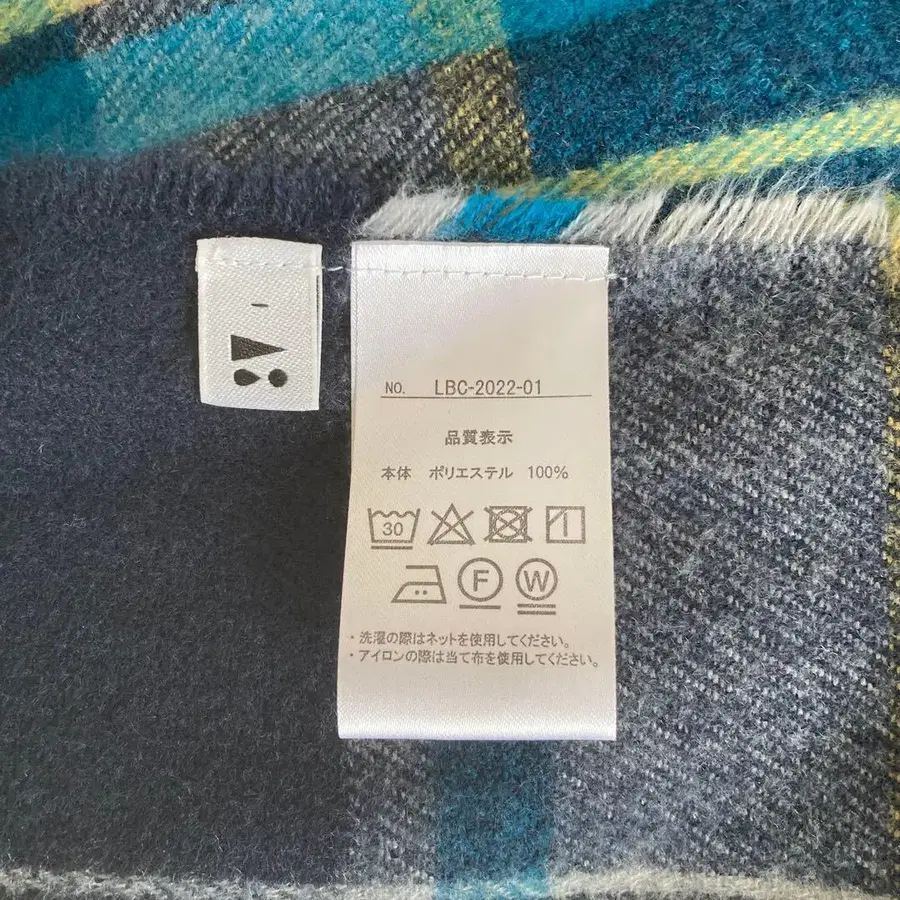 NO. LBC-2022-01
品質表示
本体 ポリエステル 100%
30
F W
・洗濯の際はネットを使用してください。
・アイロンの際は当て布を使用してください。